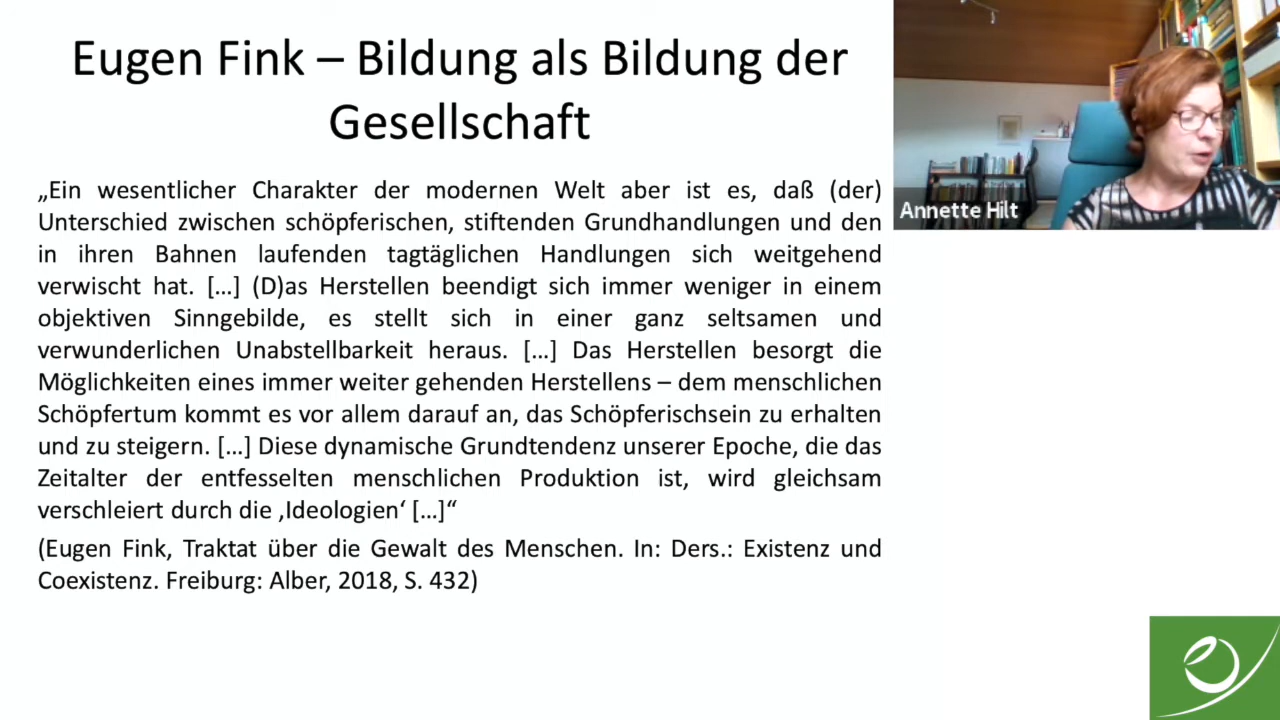 Eugen Fink – Bildung als Bildung der
Gesellschaft
„Ein wesentlicher Charakter der modernen Welt aber ist es, daß (der)
Unterschied zwischen schöpferischen, stiftenden Grundhandlungen und den
in ihren Bahnen laufenden tagtäglichen Handlungen sich weitgehend
verwischt hat. […] (D)as Herstellen beendigt sich immer weniger in einem
objektiven Sinngebilde, es stellt sich in einer ganz seltsamen und
verwunderlichen Unabstellbarkeit heraus. […] Das Herstellen besorgt die
Möglichkeiten eines immer weiter gehenden Herstellens – dem menschlichen
Schöpfertum kommt es vor allem darauf an, das Schöpferischsein zu erhalten
und zu steigern. […] Diese dynamische Grundtendenz unserer Epoche, die das
Zeitalter der entfesselten menschlichen Produktion ist, wird gleichsam
verschleiert durch die ‚Ideologien‘ […]“
(Eugen Fink, Traktat über die Gewalt des Menschen. In: Ders.: Existenz und
Coexistenz. Freiburg: Alber, 2018, S. 432)
Annette Hilt